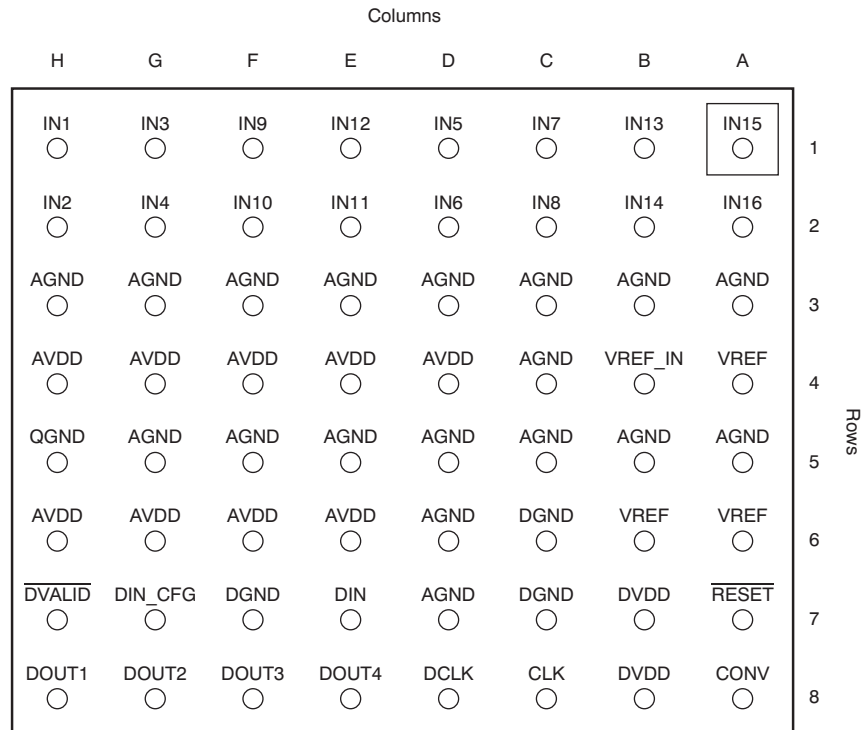 Columns
H G F E D C B A
IN1 IN3 IN9 IN12 IN5 IN7 IN13 IN15
1
IN2 IN4 IN10 IN11 IN6 IN8 IN14 IN16
2
AGND AGND AGND AGND AGND AGND AGND AGND
3
AVDD AVDD AVDD AVDD AVDD AGND VREF_IN VREF
4
QGND AGND AGND AGND AGND AGND AGND AGND
5
Rows
AVDD AVDD AVDD AVDD AGND DGND VREF VREF
6
DVALID DIN_CFG DGND DIN AGND DGND DVDD RESET
7
DOUT1 DOUT2 DOUT3 DOUT4 DCLK CLK DVDD CONV
8